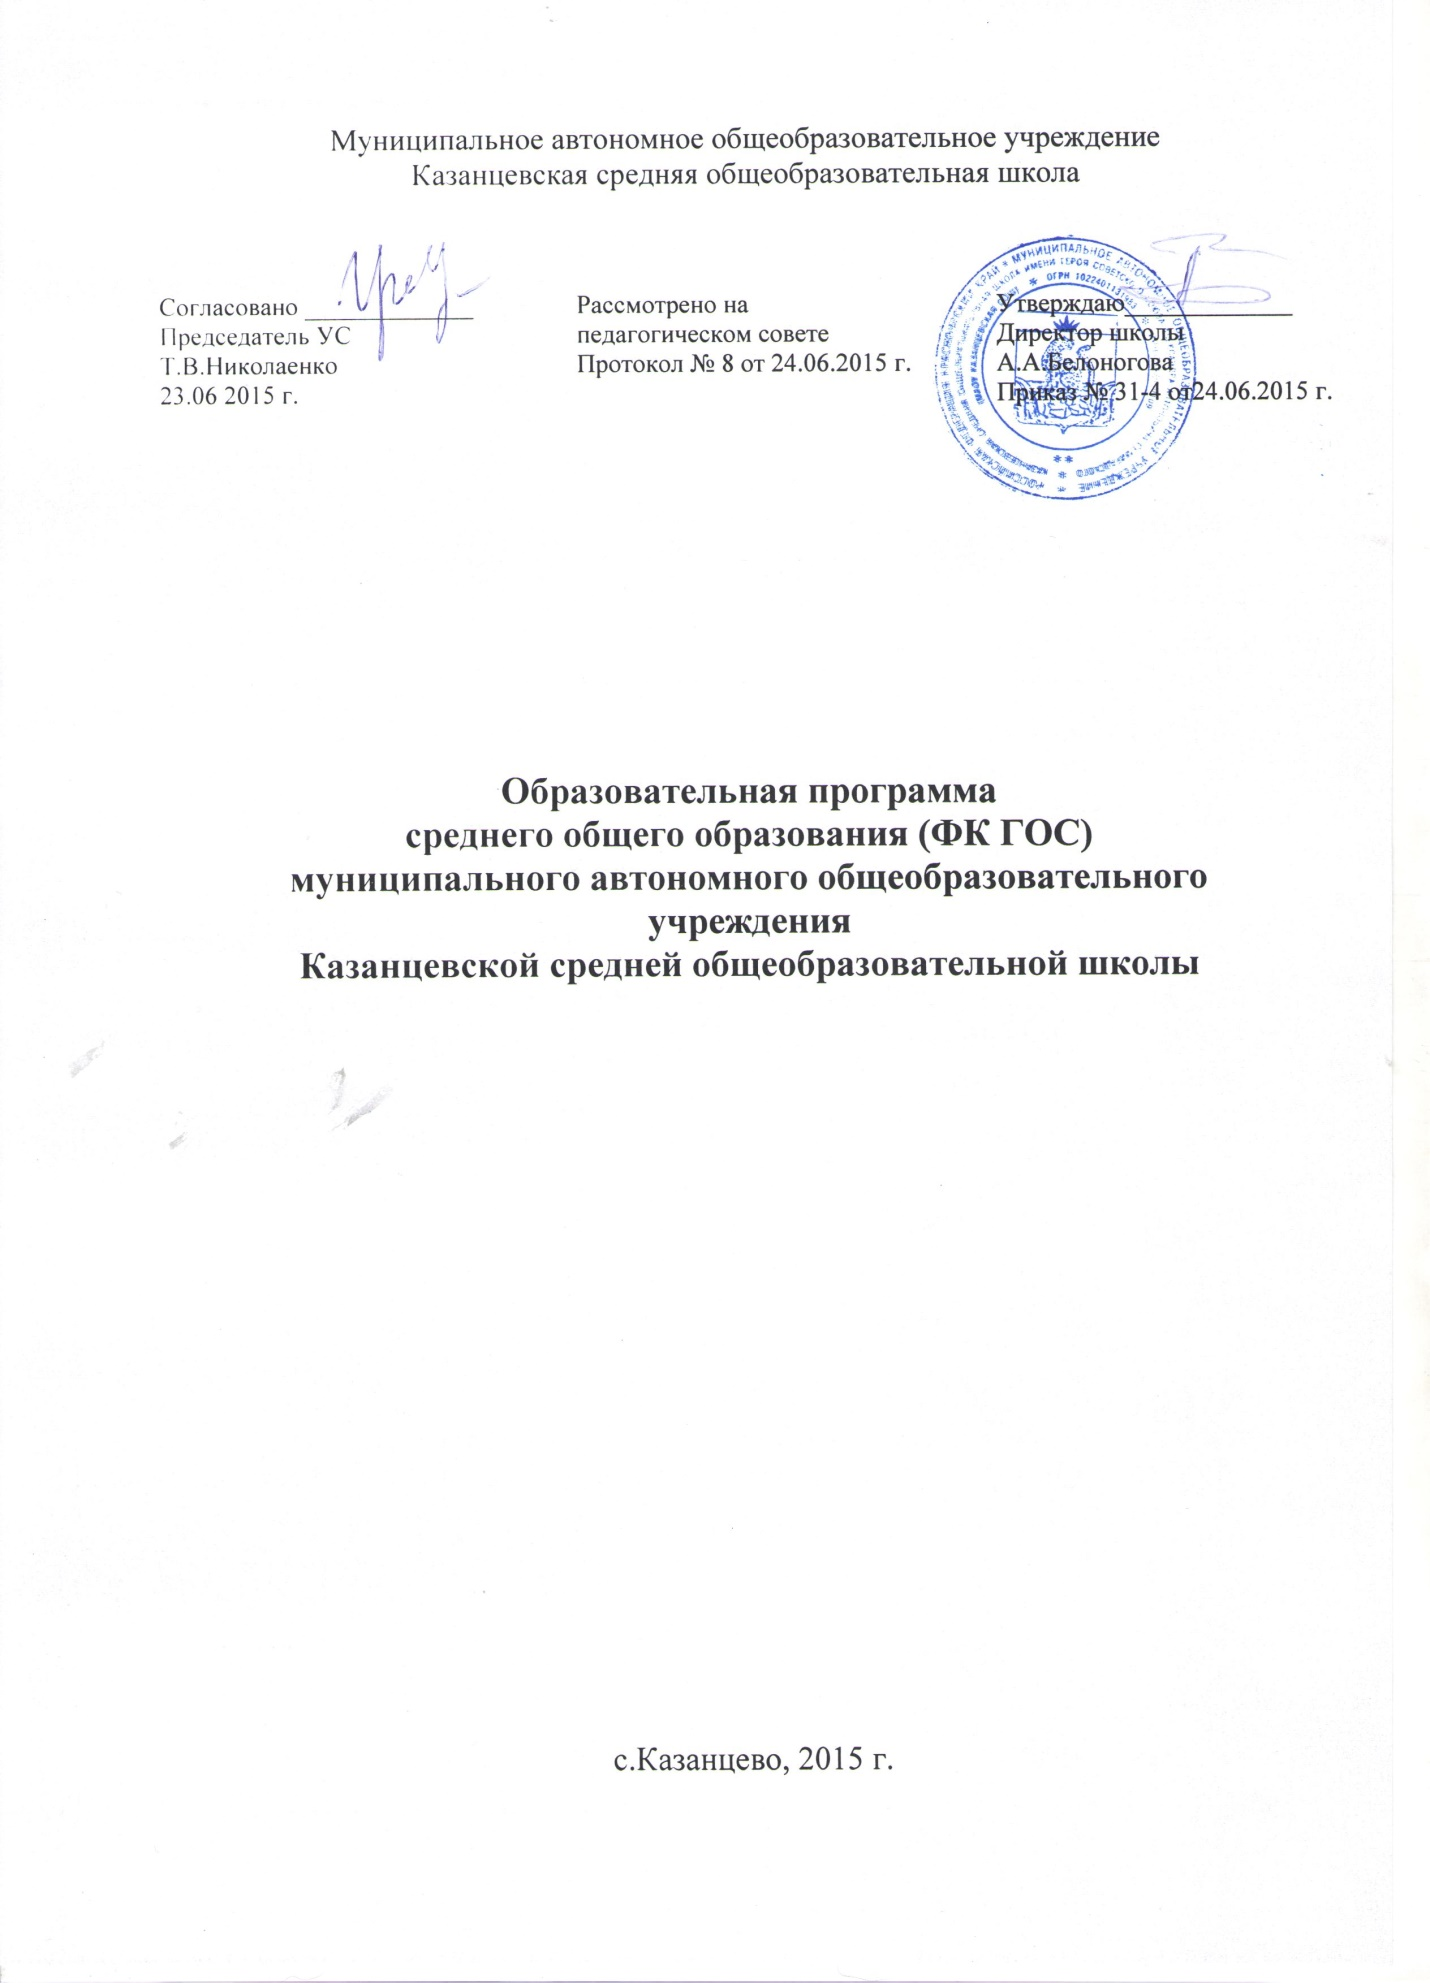 Муниципальное автономное общеобразовательное учреждение
Казанцевская средняя общеобразовательная школа
Согласовано
Председатель УС
Т.В.Николаенко
23.06 2015 г.
Рассмотрено на
педагогическом совете
Протокол № 8 от 24.06.2015 г.
Утверждаю
Директор школы
А.А.Белоногова
Приказ № 31-4 от24.06.2015 г.
Образовательная программа
среднего общего образования (ФК ГОС)
муниципального автономного общеобразовательного
учреждения
Казанцевской средней общеобразовательной школы
с.Казанцево, 2015 г.